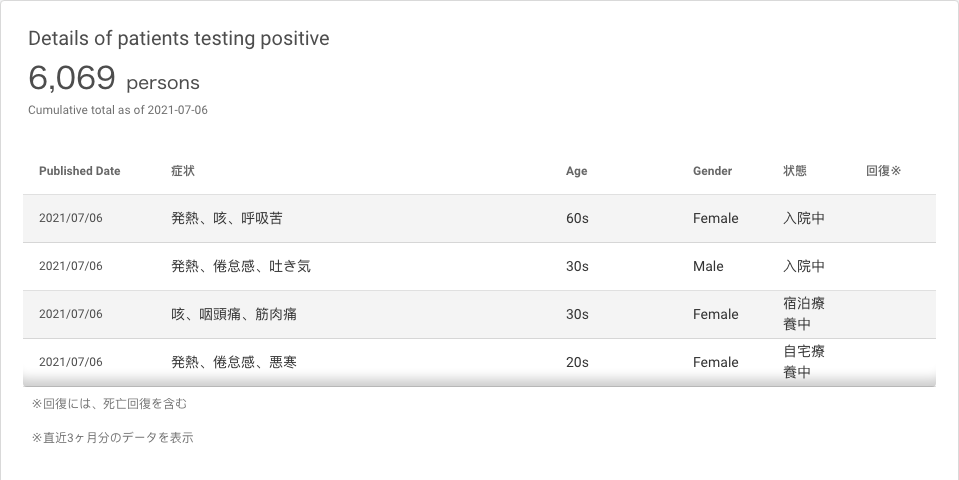 Details of patients testing positive
6,069 persons
Cumulative total as of 2021-07-06
Published Date 症状 Age Gender 状態 回復※
2021/07/06 発熱、咳、呼吸苦 60s Female 入院中
2021/07/06 発熱、倦怠感、吐き気 30s Male 入院中
2021/07/06 咳、咽頭痛、筋肉痛 30s Female 宿泊療
養中
2021/07/06 発熱、倦怠感、悪寒 20s Female 自宅療
養中
※回復には、死亡回復を含む
※直近3ヶ月分のデータを表示